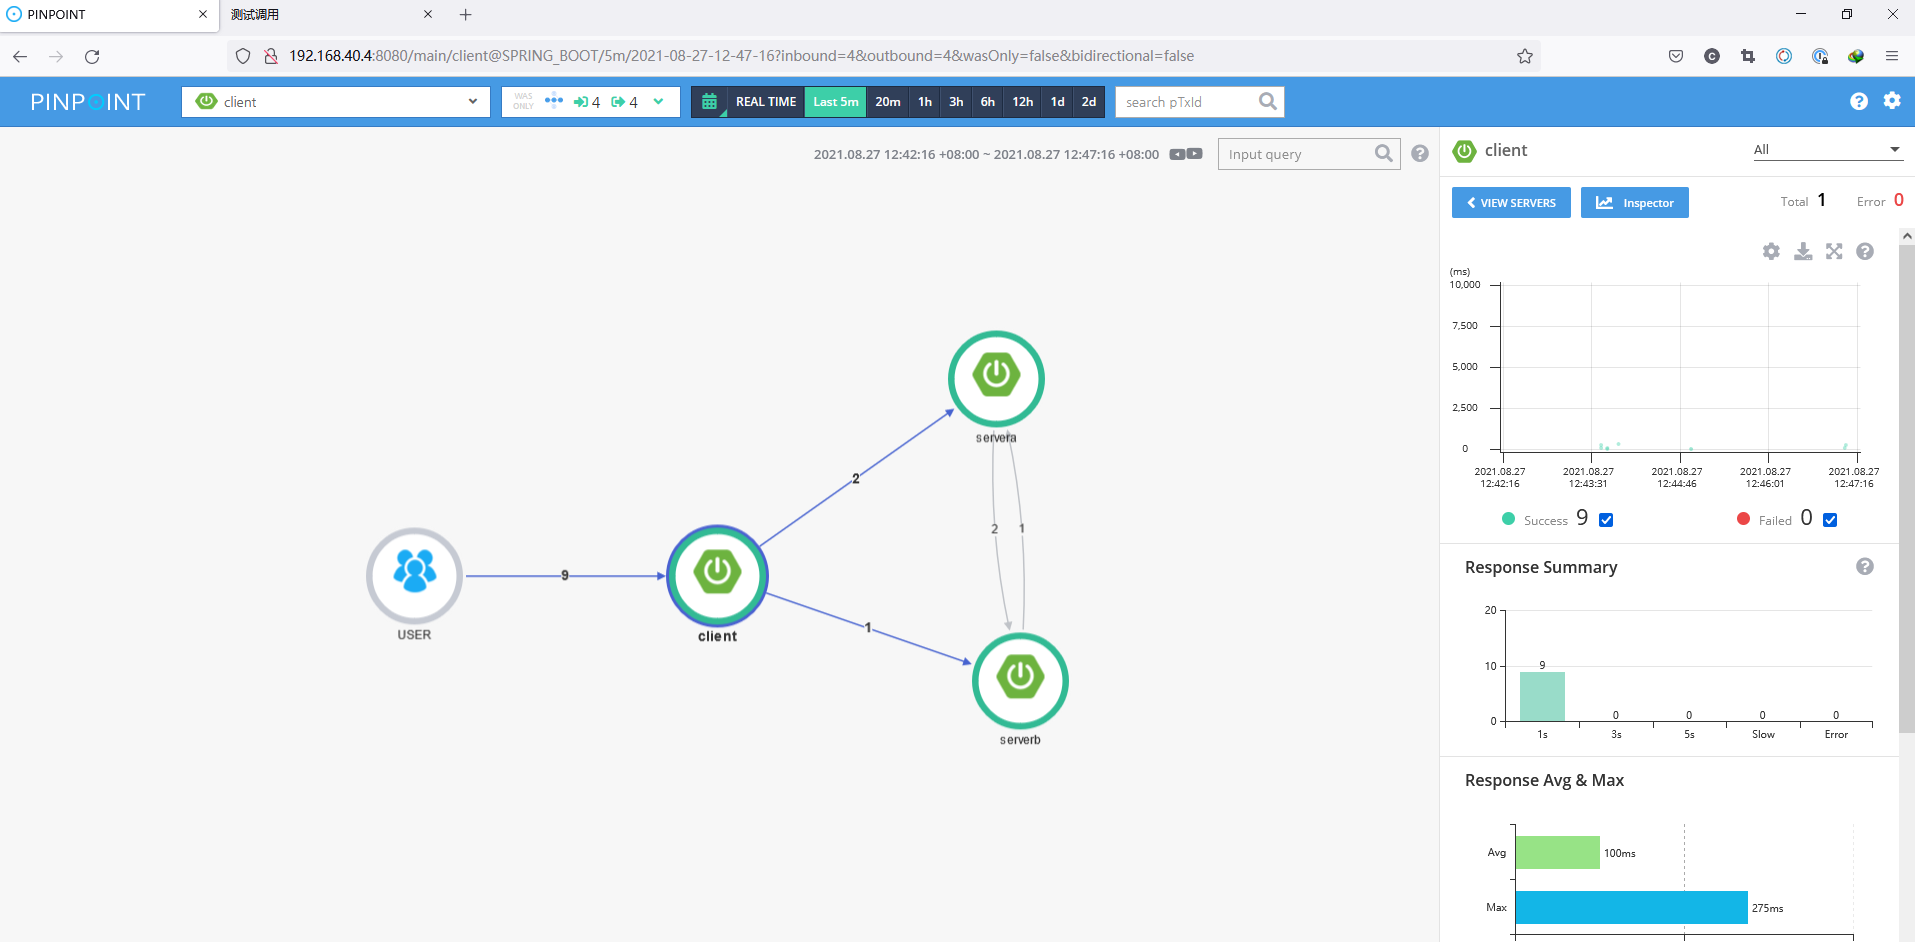 PINPOINT
测试调用
192.168.40.4:8080/main/client@SPRING_BOOT/5m/2021-08-27-12-47-16?inbound=4&outbound=4&wasOnly=false&bidirectional=false
PINPOINT
client
WAS ONLY
4
4
REAL TIME
Last 5m
20m
1h
3h
6h
12h
1d
2d
search pTxId
2021.08.27 12:42:16 +08:00 ~ 2021.08.27 12:47:16 +08:00
Input query
USER
9
client
2
1
servera
2
1
serverb
client
All
VIEW SERVERS
Inspector
Total 1
Error 0
(ms)
10,000
7,500
5,000
2,500
0
2021.08.27 12:42:16
2021.08.27 12:43:31
2021.08.27 12:44:46
2021.08.27 12:46:01
2021.08.27 12:47:16
Success 9
Failed 0
Response Summary
20
10
0
9
0
0
0
0
1s
3s
5s
Slow
Error
Response Avg & Max
Avg
100ms
Max
275ms